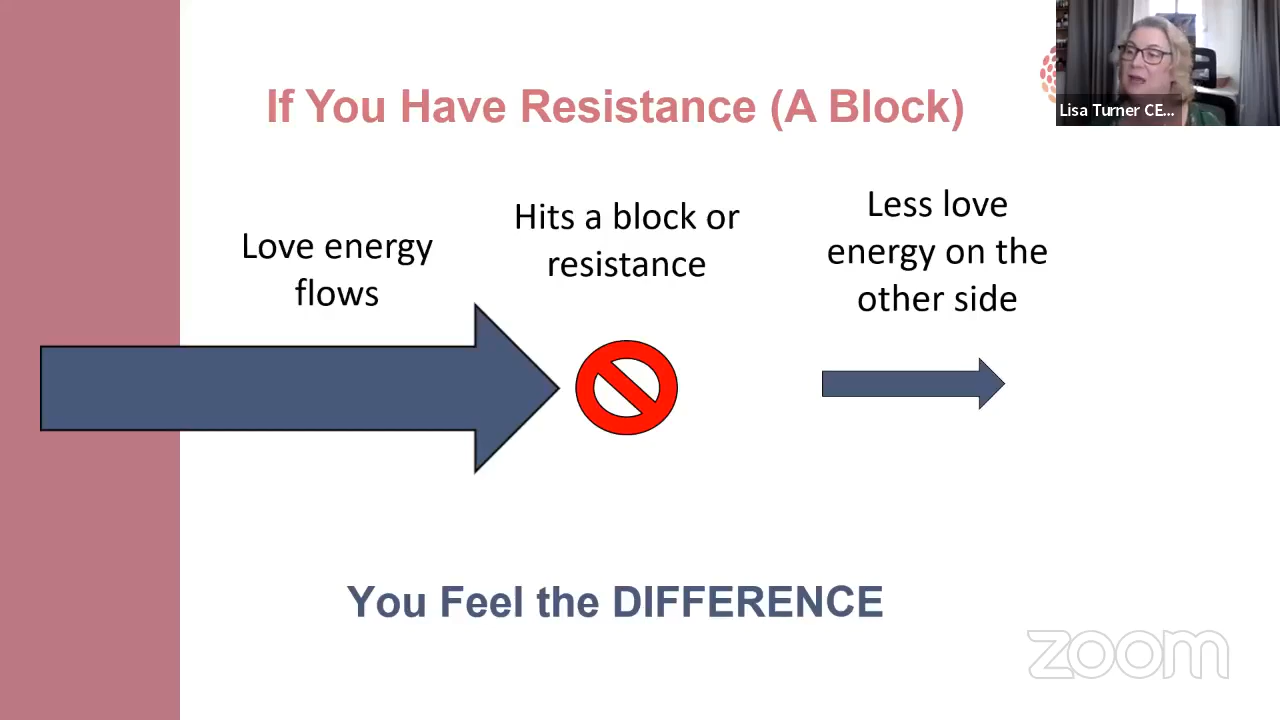 If You Have Resistance (A Block)
Lisa Turner CE...
Love energy
flows
Hits a block or
resistance
Less love
energy on the
other side
You Feel the DIFFERENCE
zoom